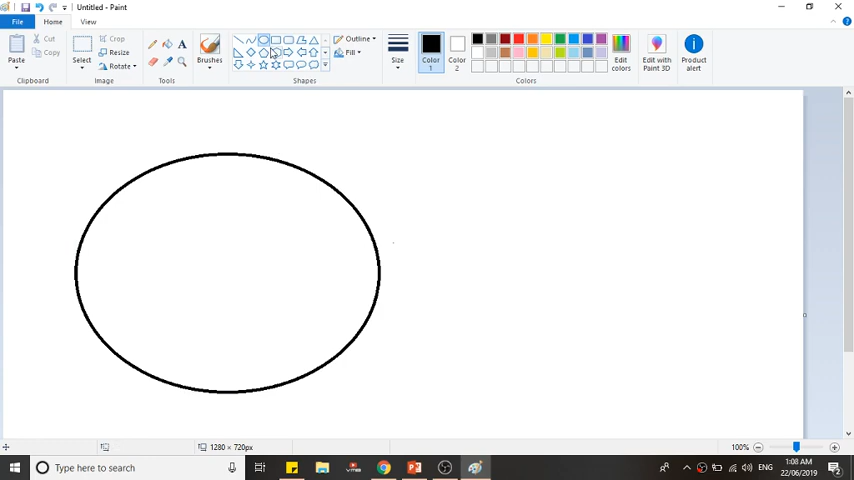 Untitled - Paint
File
Home
View
Paste
Cut
Copy
Clipboard
Select
Crop
Resize
Rotate
Image
A
Tools
Brushes
Outline
Fill
Shapes
Size
Color 1
Color 2
Edit colors
Colors
Edit with Paint 3D
Product alert
1280 × 720px
100%
Type here to search
ENG
1:08 AM
22/06/2019
2